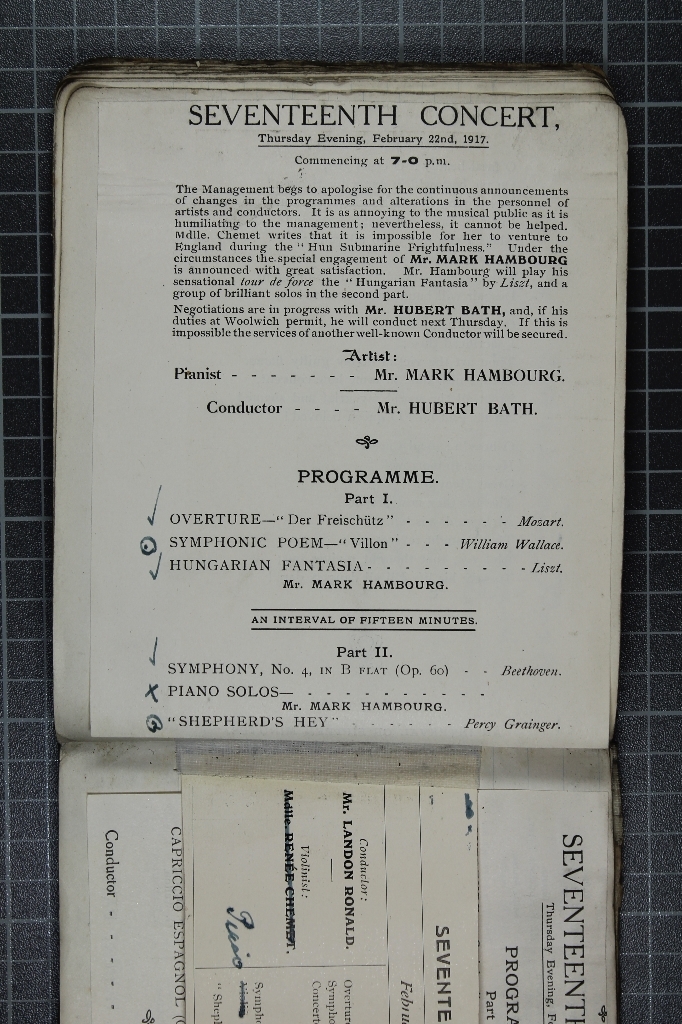 SEVENTEENTH CONCERT,
Thursday Evening, February 22nd, 1917.
Commencing at 7-0 p.m.
The Management begs to apologise for the continuous announcements
of changes in the programmes and alterations in the personnel of
artists and conductors. It is as annoying to the musical public as it is
humiliating to the management; nevertheless, it cannot be helped.
Mdlle. Chemet writes that it is impossible for her to venture to
England during the "Hun Submarine Frightfulness." Under the
circumstances the special engagement of Mr. MARK HAMBOURG
is announced with great satisfaction. Mr. Hambourg will play his
sensational tour de force the "Hungarian Fantasia" by Liszt, and a
group of brilliant solos in the second part.
Negotiations are in progress with Mr. HUBERT BATH, and, if his
duties at Woolwich permit, he will conduct next Thursday. If this is
impossible the services of another well-known Conductor will be secured.
Artist:
Pianist - - - - - - - Mr. MARK HAMBOURG.
Conductor - - - - Mr. HUBERT BATH.
PROGRAMME.
Part I.
OVERTURE—"Der Freischütz" - - - - - - Mozart.
SYMPHONIC POEM—"Villon" - - - William Wallace.
HUNGARIAN FANTASIA - - - - - - - - - Liszt.
Mr. MARK HAMBOURG.
AN INTERVAL OF FIFTEEN MINUTES.
Part II.
SYMPHONY, No. 4, IN B FLAT (Op. 60) - - Beethoven.
PIANO SOLOS— - - - - - - - - - -
Mr. MARK HAMBOURG.
"SHEPHERD'S HEY" - - - - - - Percy Grainger.
SEVENTEENT
Thursday Evening, F
PROGRA
Part
SEVENTE
Febru
Conductor:
Mr. LANDON RONALD.
Violinist:
Mdlle. RENÉE CHEMET.
Overtur
Sympho
Concert
Sympho
"Sheph
CAPRICCIO ESPAGNOL (
Conductor - - - -